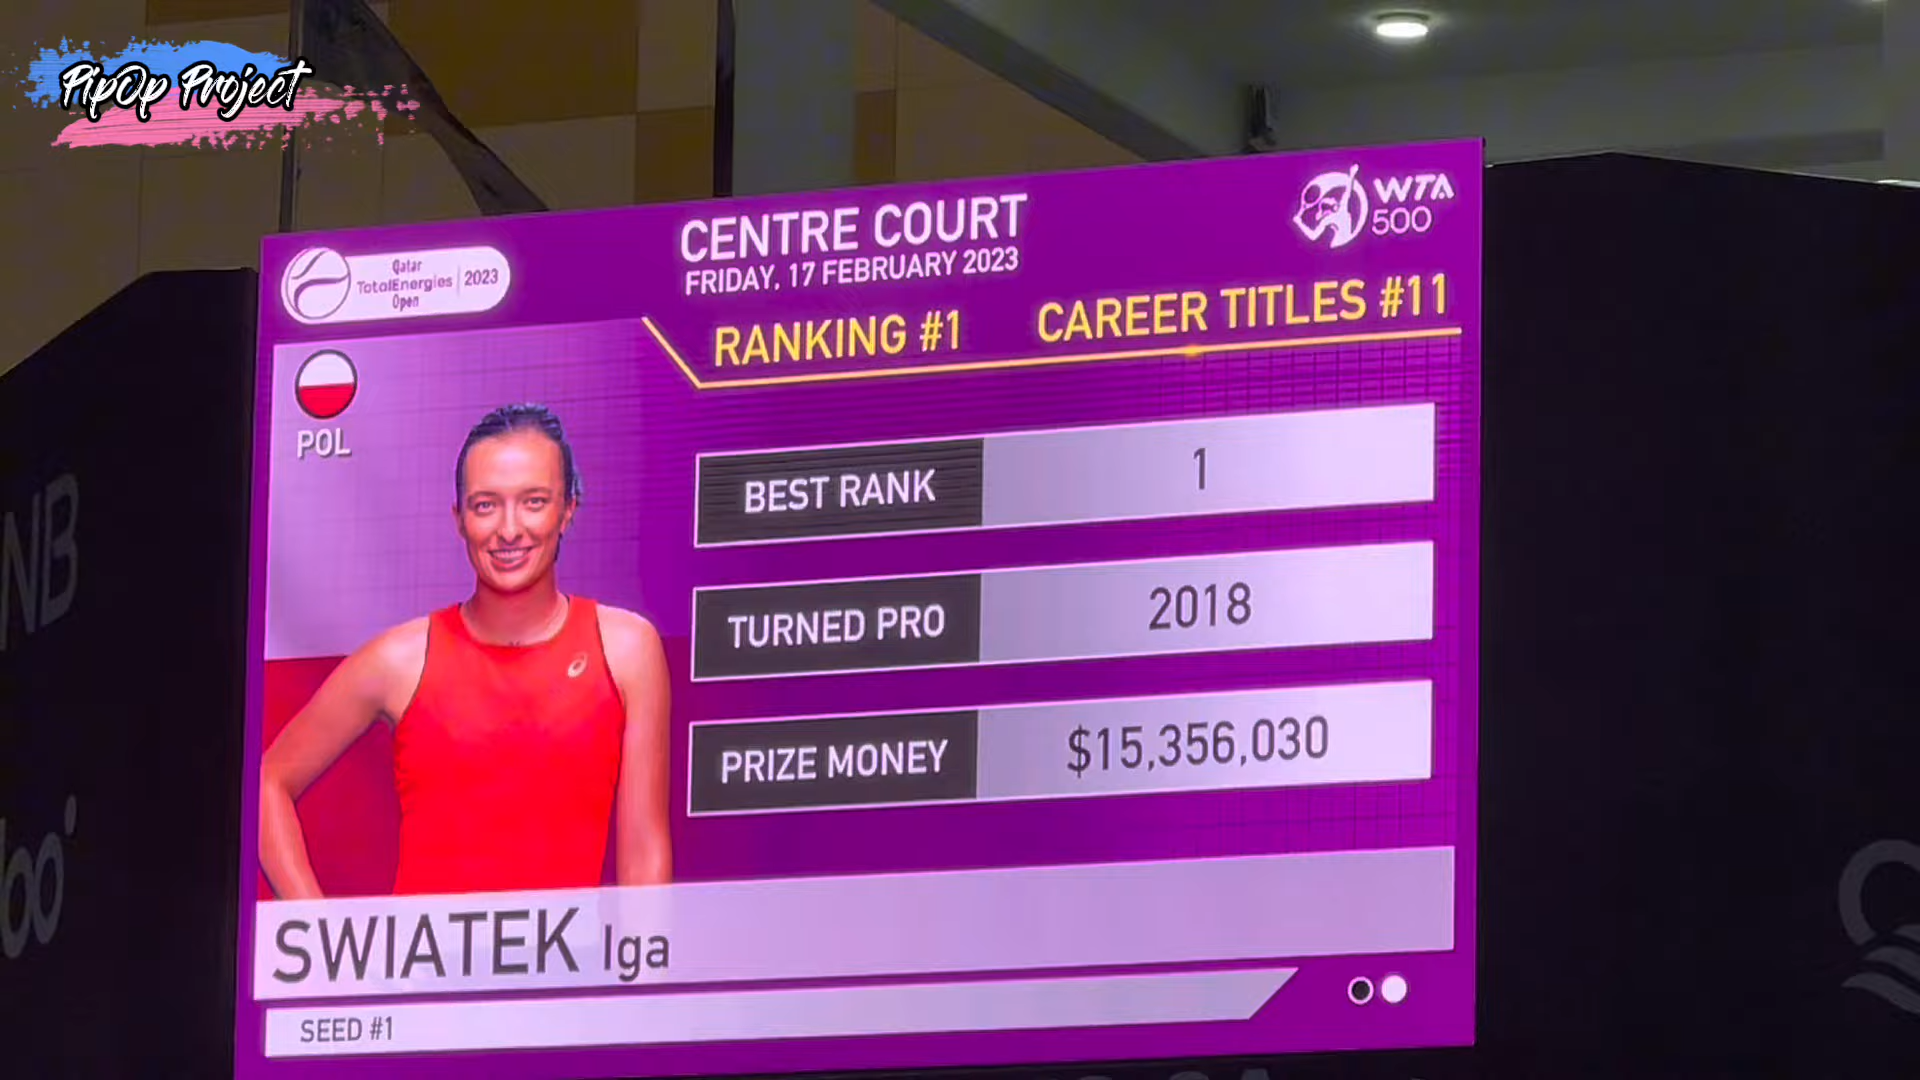 PipOp Project
CENTRE COURT
FRIDAY, 17 FEBRUARY 2023
WTA
500
Qatar
TotalEnergies
Open
2023
RANKING #1
CAREER TITLES #11
POL
BEST RANK
1
TURNED PRO
2018
PRIZE MONEY
$15,356,030
SWIATEK Iga
SEED #1
NB